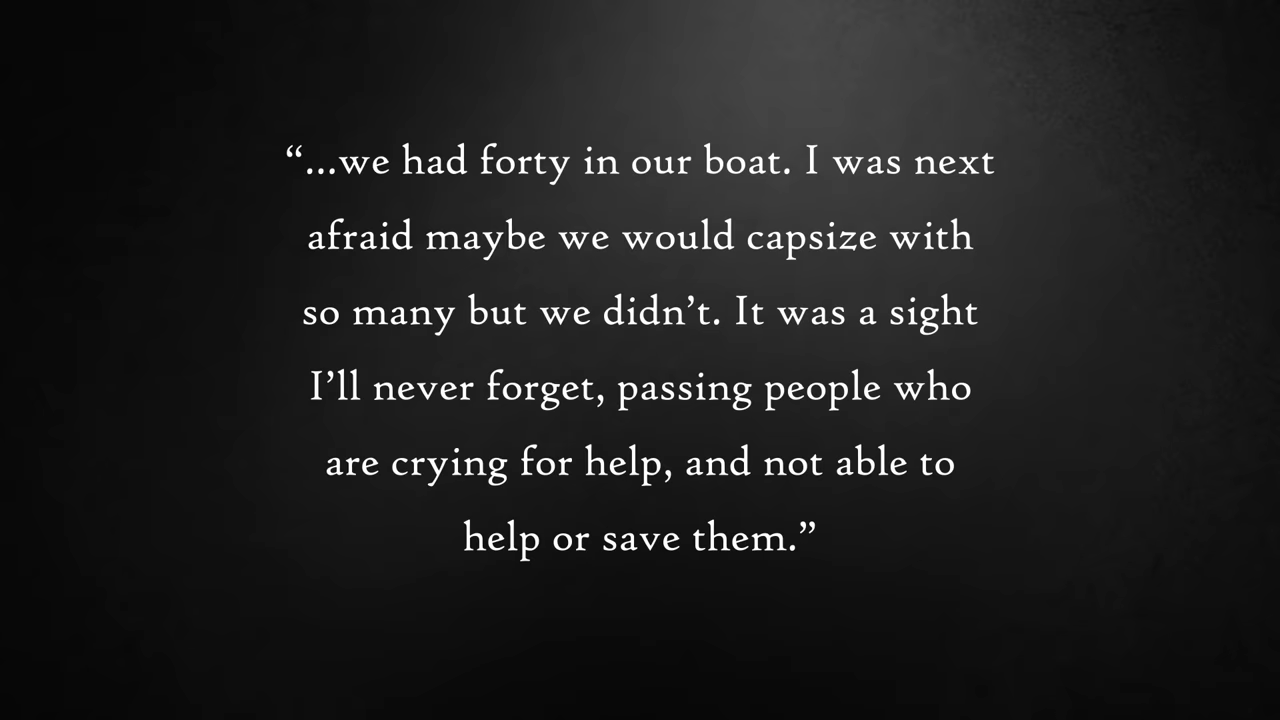 “...we had forty in our boat. I was next
afraid maybe we would capsize with
so many but we didn’t. It was a sight
I’ll never forget, passing people who
are crying for help, and not able to
help or save them.”